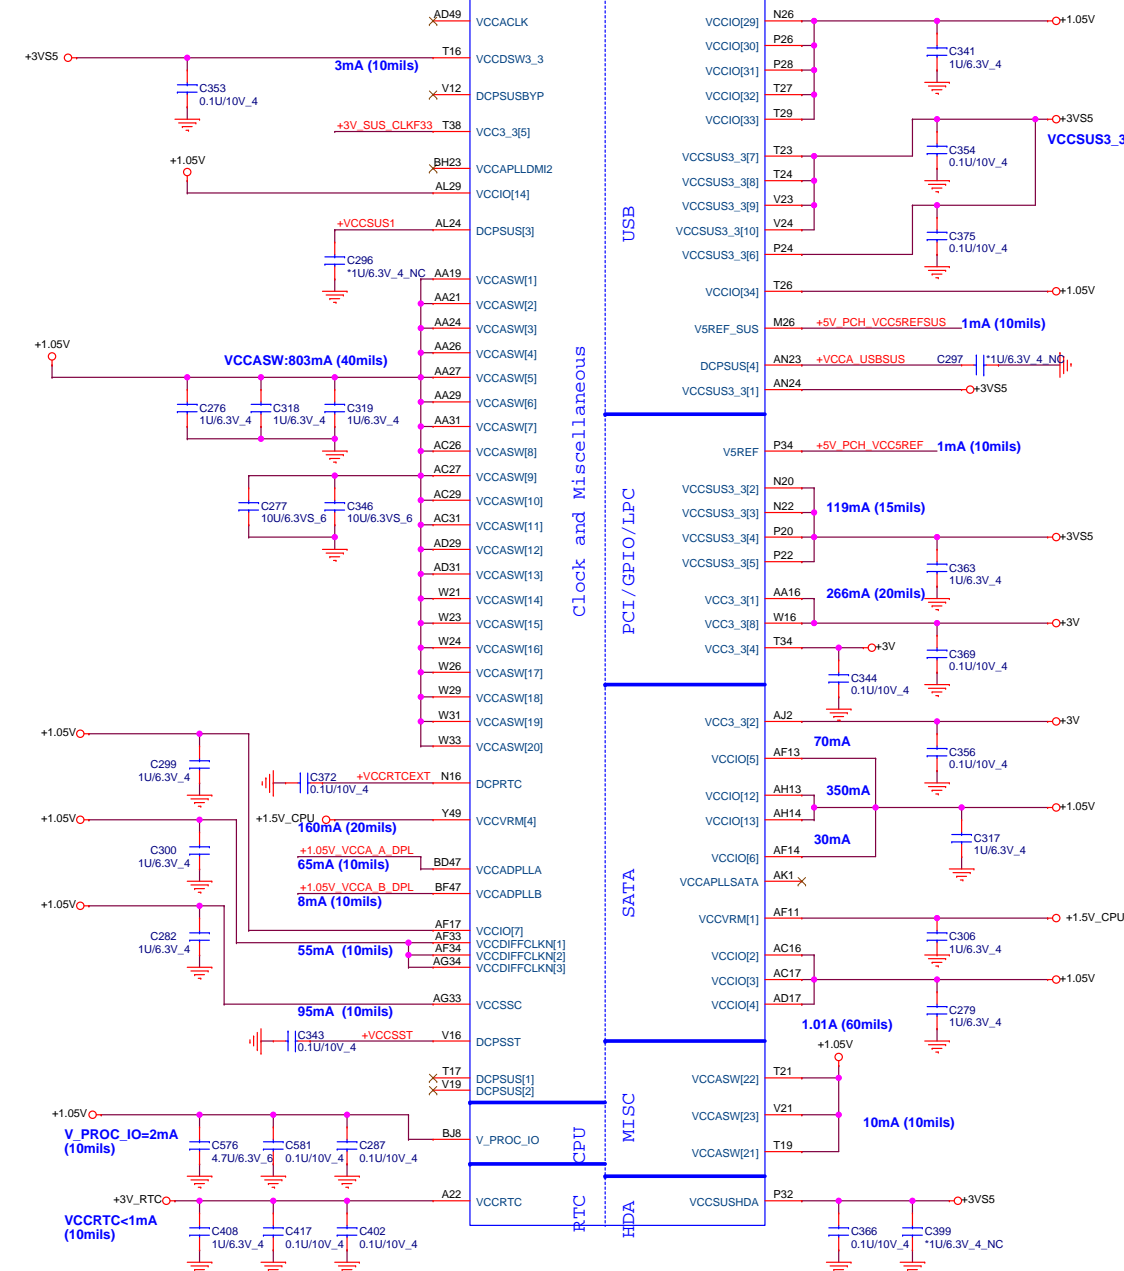 AD49 VCCACLK
+3VS5 T16 VCCDSW3_3
3mA (10mils)
C353
0.1U/10V_4
V12 DCPSUSBYP
+3V_SUS_CLKF33 T38 VCC3_3[5]
+1.05V
BH23 VCCAPLLDMI2
AL29 VCCIO[14]
+VCCSUS1 AL24 DCPSUS[3]
C296
*1U/6.3V_4_NC
AA19 VCCASW[1]
AA21 VCCASW[2]
AA24 VCCASW[3]
+1.05V
AA26 VCCASW[4]
VCCASW:803mA (40mils)
AA27 VCCASW[5]
AA29 VCCASW[6]
C276 C318 C319
1U/6.3V_4 1U/6.3V_4 1U/6.3V_4
AA31 VCCASW[7]
AC26 VCCASW[8]
AC27 VCCASW[9]
AC29 VCCASW[10]
C277 C346
10U/6.3VS_6 10U/6.3VS_6
AC31 VCCASW[11]
AD29 VCCASW[12]
AD31 VCCASW[13]
W21 VCCASW[14]
W23 VCCASW[15]
W24 VCCASW[16]
W26 VCCASW[17]
W29 VCCASW[18]
W31 VCCASW[19]
W33 VCCASW[20]
+1.05V
C299
1U/6.3V_4
C372
0.1U/10V_4
+VCCRTCEXT N16 DCPRTC
+1.05V
+1.5V_CPU Y49 VCCVRM[4]
160mA (20mils)
C300
1U/6.3V_4
+1.05V_VCCA_A_DPL
65mA (10mils)
BD47 VCCADPLLA
+1.05V_VCCA_B_DPL BF47 VCCADPLLB
8mA (10mils)
+1.05V
C282
1U/6.3V_4
AF17 VCCIO[7]
AF33 VCCDIFFCLKN[1]
AF34 VCCDIFFCLKN[2]
AG34 VCCDIFFCLKN[3]
55mA (10mils)
AG33 VCCSSC
95mA (10mils)
C343
0.1U/10V_4
+VCCSST V16 DCPSST
T17 DCPSUS[1]
V19 DCPSUS[2]
+1.05V
V_PROC_IO=2mA
(10mils)
BJ8 V_PROC_IO
C576 C581 C287
4.7U/6.3V_6 0.1U/10V_4 0.1U/10V_4
+3V_RTC A22 VCCRTC
VCCRTC<1mA
(10mils)
C408 C417 C402
1U/6.3V_4 0.1U/10V_4 0.1U/10V_4
Clock and Miscellaneous
CPU
RTC
USB
PCI/GPIO/LPC
SATA
MISC
HDA
VCCIO[29] N26 +1.05V
VCCIO[30] P26
C341
1U/6.3V_4
VCCIO[31] P28
VCCIO[32] T27
VCCIO[33] T29
+3VS5
VCCSUS3_3
VCCSUS3_3[7] T23
C354
0.1U/10V_4
VCCSUS3_3[8] T24
VCCSUS3_3[9] V23
VCCSUS3_3[10] V24
C375
0.1U/10V_4
VCCSUS3_3[6] P24
VCCIO[34] T26 +1.05V
V5REF_SUS M26 +5V_PCH_VCC5REFSUS 1mA (10mils)
DCPSUS[4] AN23 +VCCA_USBSUS C297 *1U/6.3V_4_NC
VCCSUS3_3[1] AN24 +3VS5
V5REF P34 +5V_PCH_VCC5REF 1mA (10mils)
VCCSUS3_3[2] N20
VCCSUS3_3[3] N22 119mA (15mils)
VCCSUS3_3[4] P20 +3VS5
VCCSUS3_3[5] P22
C363
1U/6.3V_4
VCC3_3[1] AA16 266mA (20mils)
VCC3_3[8] W16 +3V
VCC3_3[4] T34 +3V
C369
0.1U/10V_4
C344
0.1U/10V_4
VCC3_3[2] AJ2 +3V
70mA
C356
0.1U/10V_4
VCCIO[5] AF13
VCCIO[12] AH13 350mA
+1.05V
VCCIO[13] AH14
30mA
C317
1U/6.3V_4
VCCIO[6] AF14
VCCAPLLSATA AK1
VCCVRM[1] AF11 +1.5V_CPU
C306
1U/6.3V_4
VCCIO[2] AC16
VCCIO[3] AC17 +1.05V
VCCIO[4] AD17
C279
1U/6.3V_4
1.01A (60mils)
+1.05V
VCCASW[22] T21
VCCASW[23] V21 10mA (10mils)
VCCASW[21] T19
VCCSUSHDA P32 +3VS5
C366 C399
0.1U/10V_4 *1U/6.3V_4_NC